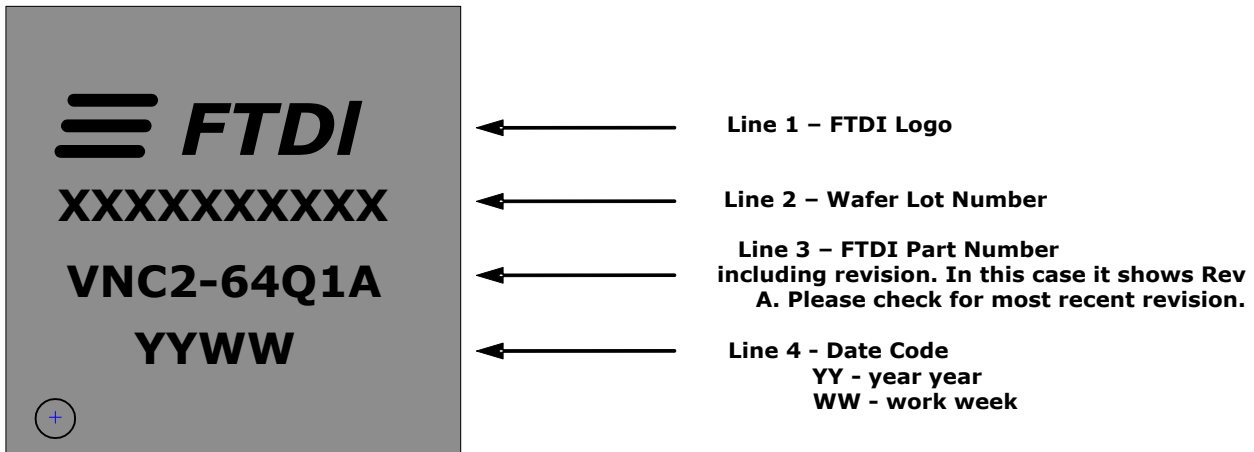 FTDI
XXXXXXXXXX
VNC2-64Q1A
YYWW
Line 1 – FTDI Logo
Line 2 – Wafer Lot Number
Line 3 – FTDI Part Number
including revision. In this case it shows Rev
A. Please check for most recent revision.
Line 4 - Date Code
YY - year year
WW - work week